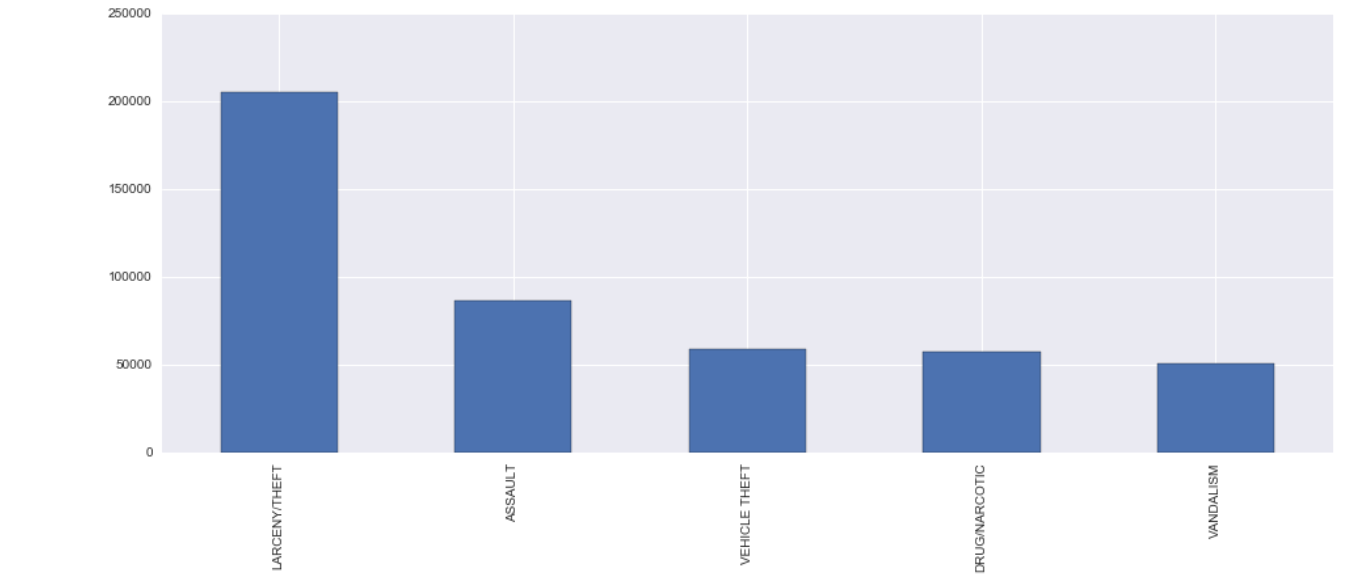 250000
200000
150000
100000
50000
0
LARCENY/THEFT
ASSAULT
VEHICLE THEFT
DRUG/NARCOTIC
VANDALISM